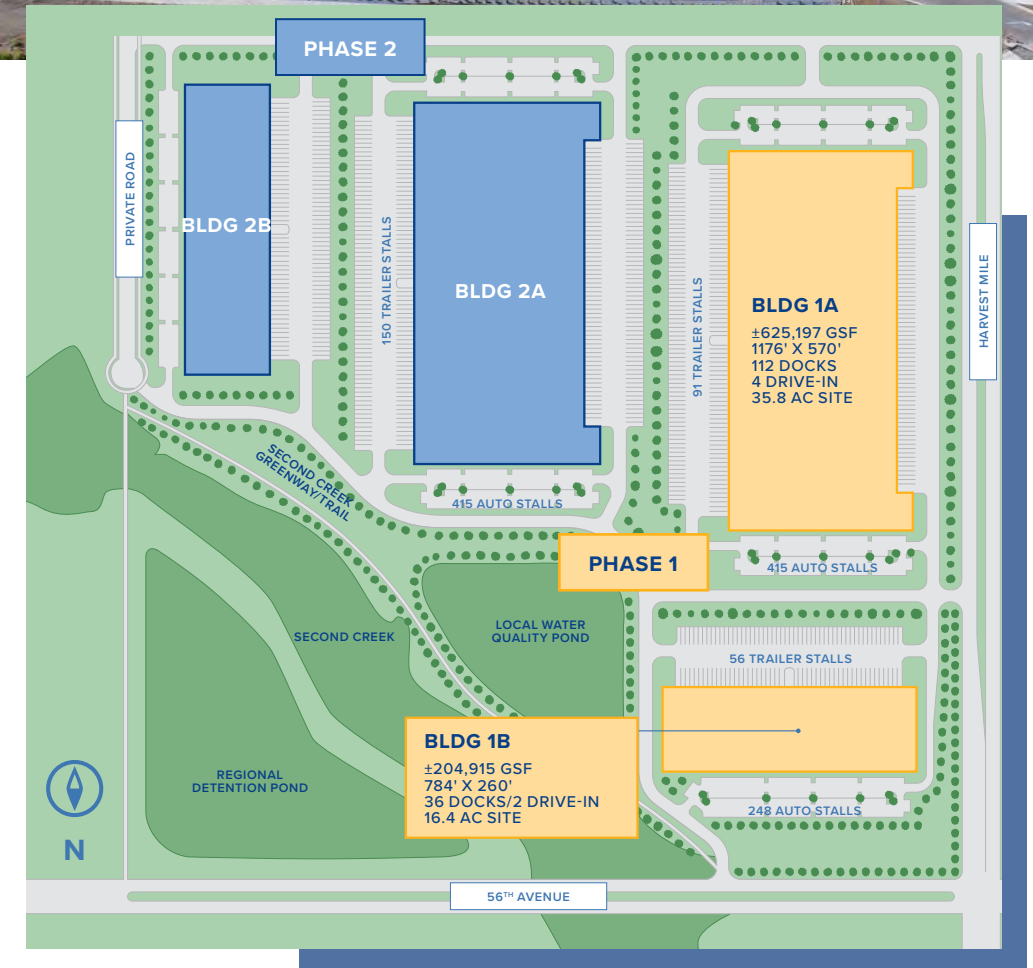 PHASE 2
PRIVATE ROAD
BLDG 2B
150 TRAILER STALLS
BLDG 2A
91 TRAILER STALLS
BLDG 1A
±625,197 GSF
1176' X 570'
112 DOCKS
4 DRIVE-IN
35.8 AC SITE
HARVEST MILE
SECOND CREEK
GREENWAY/TRAIL
415 AUTO STALLS
PHASE 1
415 AUTO STALLS
SECOND CREEK
LOCAL WATER
QUALITY POND
56 TRAILER STALLS
BLDG 1B
±204,915 GSF
784' X 260'
36 DOCKS/2 DRIVE-IN
16.4 AC SITE
REGIONAL
DETENTION POND
248 AUTO STALLS
N
56TH AVENUE